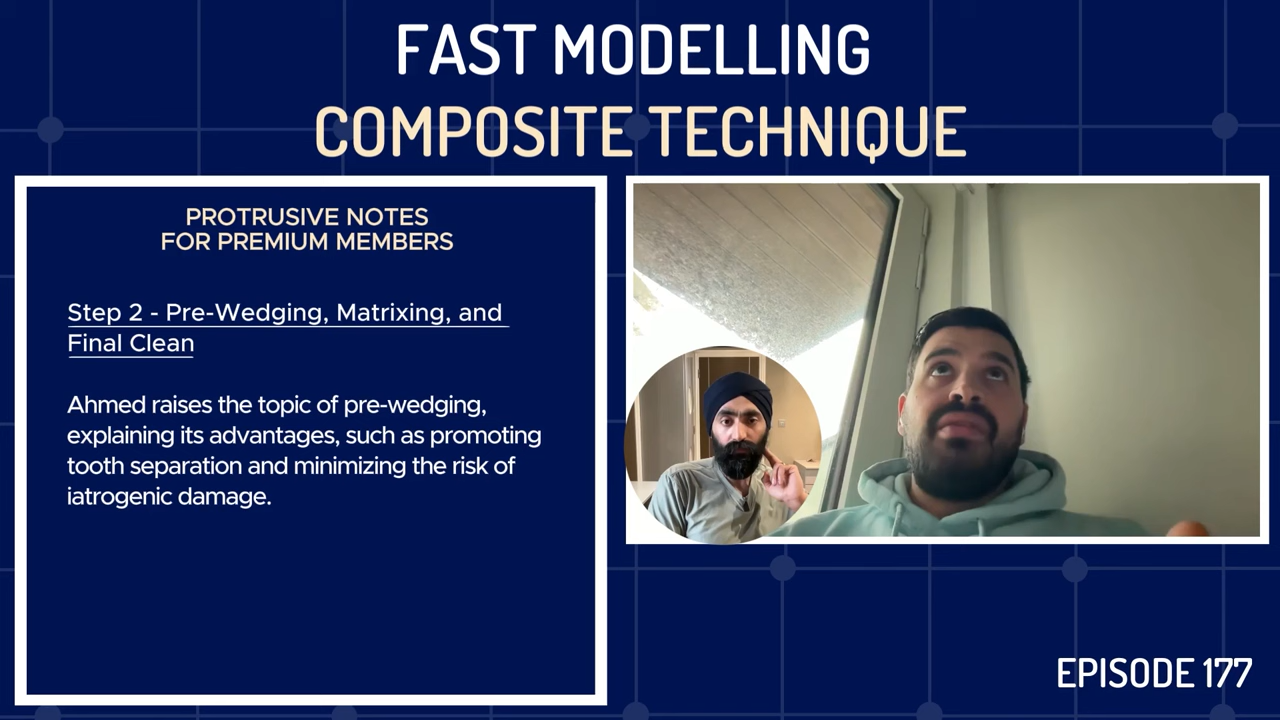 FAST MODELLING
COMPOSITE TECHNIQUE
PROTRUSIVE NOTES
FOR PREMIUM MEMBERS
Step 2 - Pre-Wedging, Matrixing, and
Final Clean
Ahmed raises the topic of pre-wedging,
explaining its advantages, such as promoting
tooth separation and minimizing the risk of
iatrogenic damage.
EPISODE 177